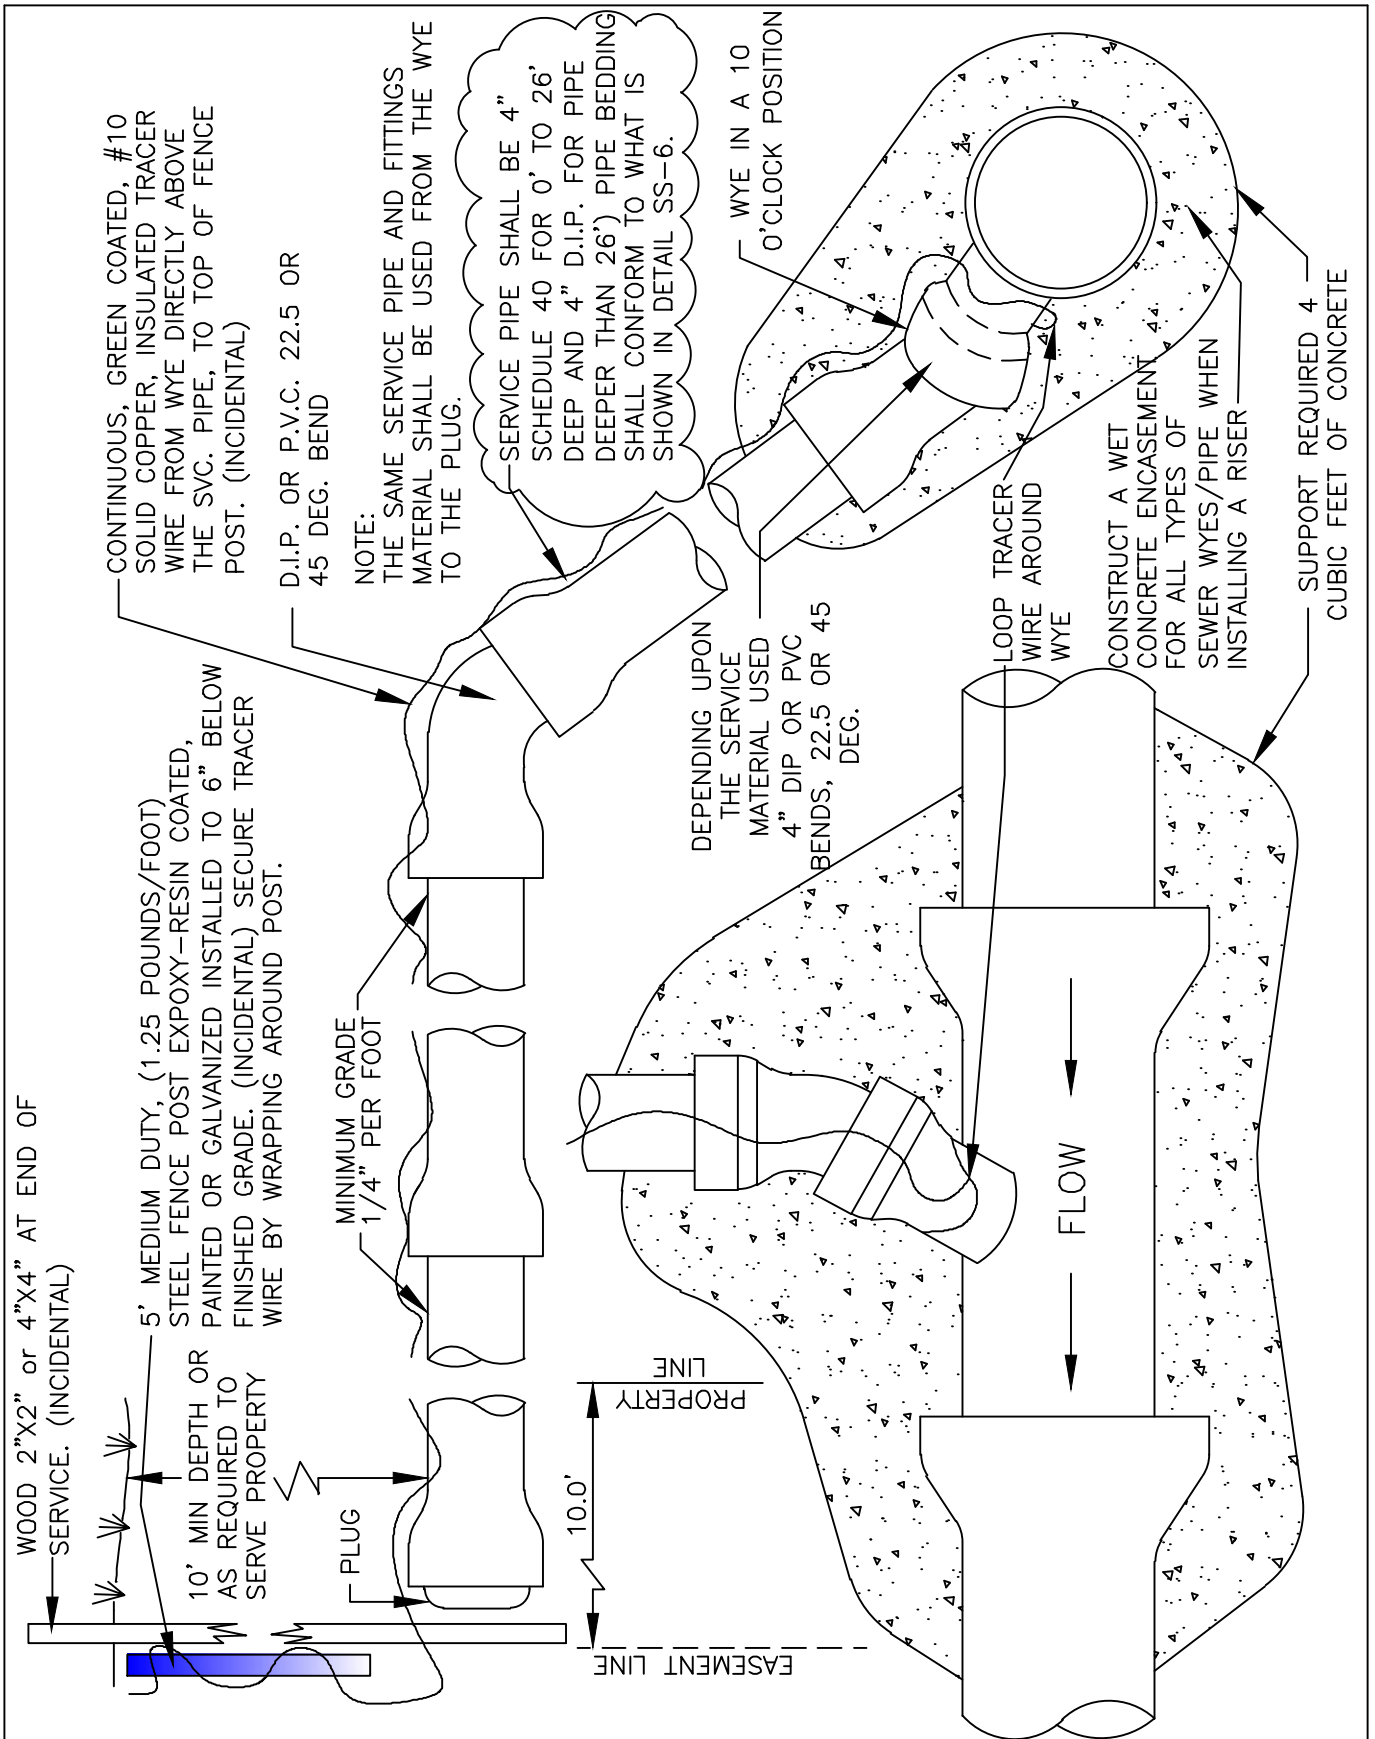 WOOD 2"X2" or 4"X4" AT END OF
SERVICE. (INCIDENTAL)
5' MEDIUM DUTY, (1.25 POUNDS/FOOT)
STEEL FENCE POST EXPOXY-RESIN COATED,
PAINTED OR GALVANIZED INSTALLED TO 6" BELOW
FINISHED GRADE. (INCIDENTAL) SECURE TRACER
WIRE BY WRAPPING AROUND POST.
10' MIN DEPTH OR
AS REQUIRED TO
SERVE PROPERTY
PLUG
MINIMUM GRADE
1/4" PER FOOT
10.0'
EASEMENT LINE
PROPERTY
LINE
CONTINUOUS, GREEN COATED, #10
SOLID COPPER, INSULATED TRACER
WIRE FROM WYE DIRECTLY ABOVE
THE SVC. PIPE, TO TOP OF FENCE
POST. (INCIDENTAL)
D.I.P. OR P.V.C. 22.5 OR
45 DEG. BEND
NOTE:
THE SAME SERVICE PIPE AND FITTINGS
MATERIAL SHALL BE USED FROM THE WYE
TO THE PLUG.
SERVICE PIPE SHALL BE 4"
SCHEDULE 40 FOR 0' TO 26'
DEEP AND 4" D.I.P. FOR PIPE
DEEPER THAN 26') PIPE BEDDING
SHALL CONFORM TO WHAT IS
SHOWN IN DETAIL SS-6.
WYE IN A 10
O'CLOCK POSITION
DEPENDING UPON
THE SERVICE
MATERIAL USED
4" DIP OR PVC
BENDS, 22.5 OR 45
DEG.
LOOP TRACER
WIRE AROUND
WYE
CONSTRUCT A WET
CONCRETE ENCASEMENT
FOR ALL TYPES OF
SEWER WYES/PIPE WHEN
INSTALLING A RISER
SUPPORT REQUIRED 4
CUBIC FEET OF CONCRETE
FLOW